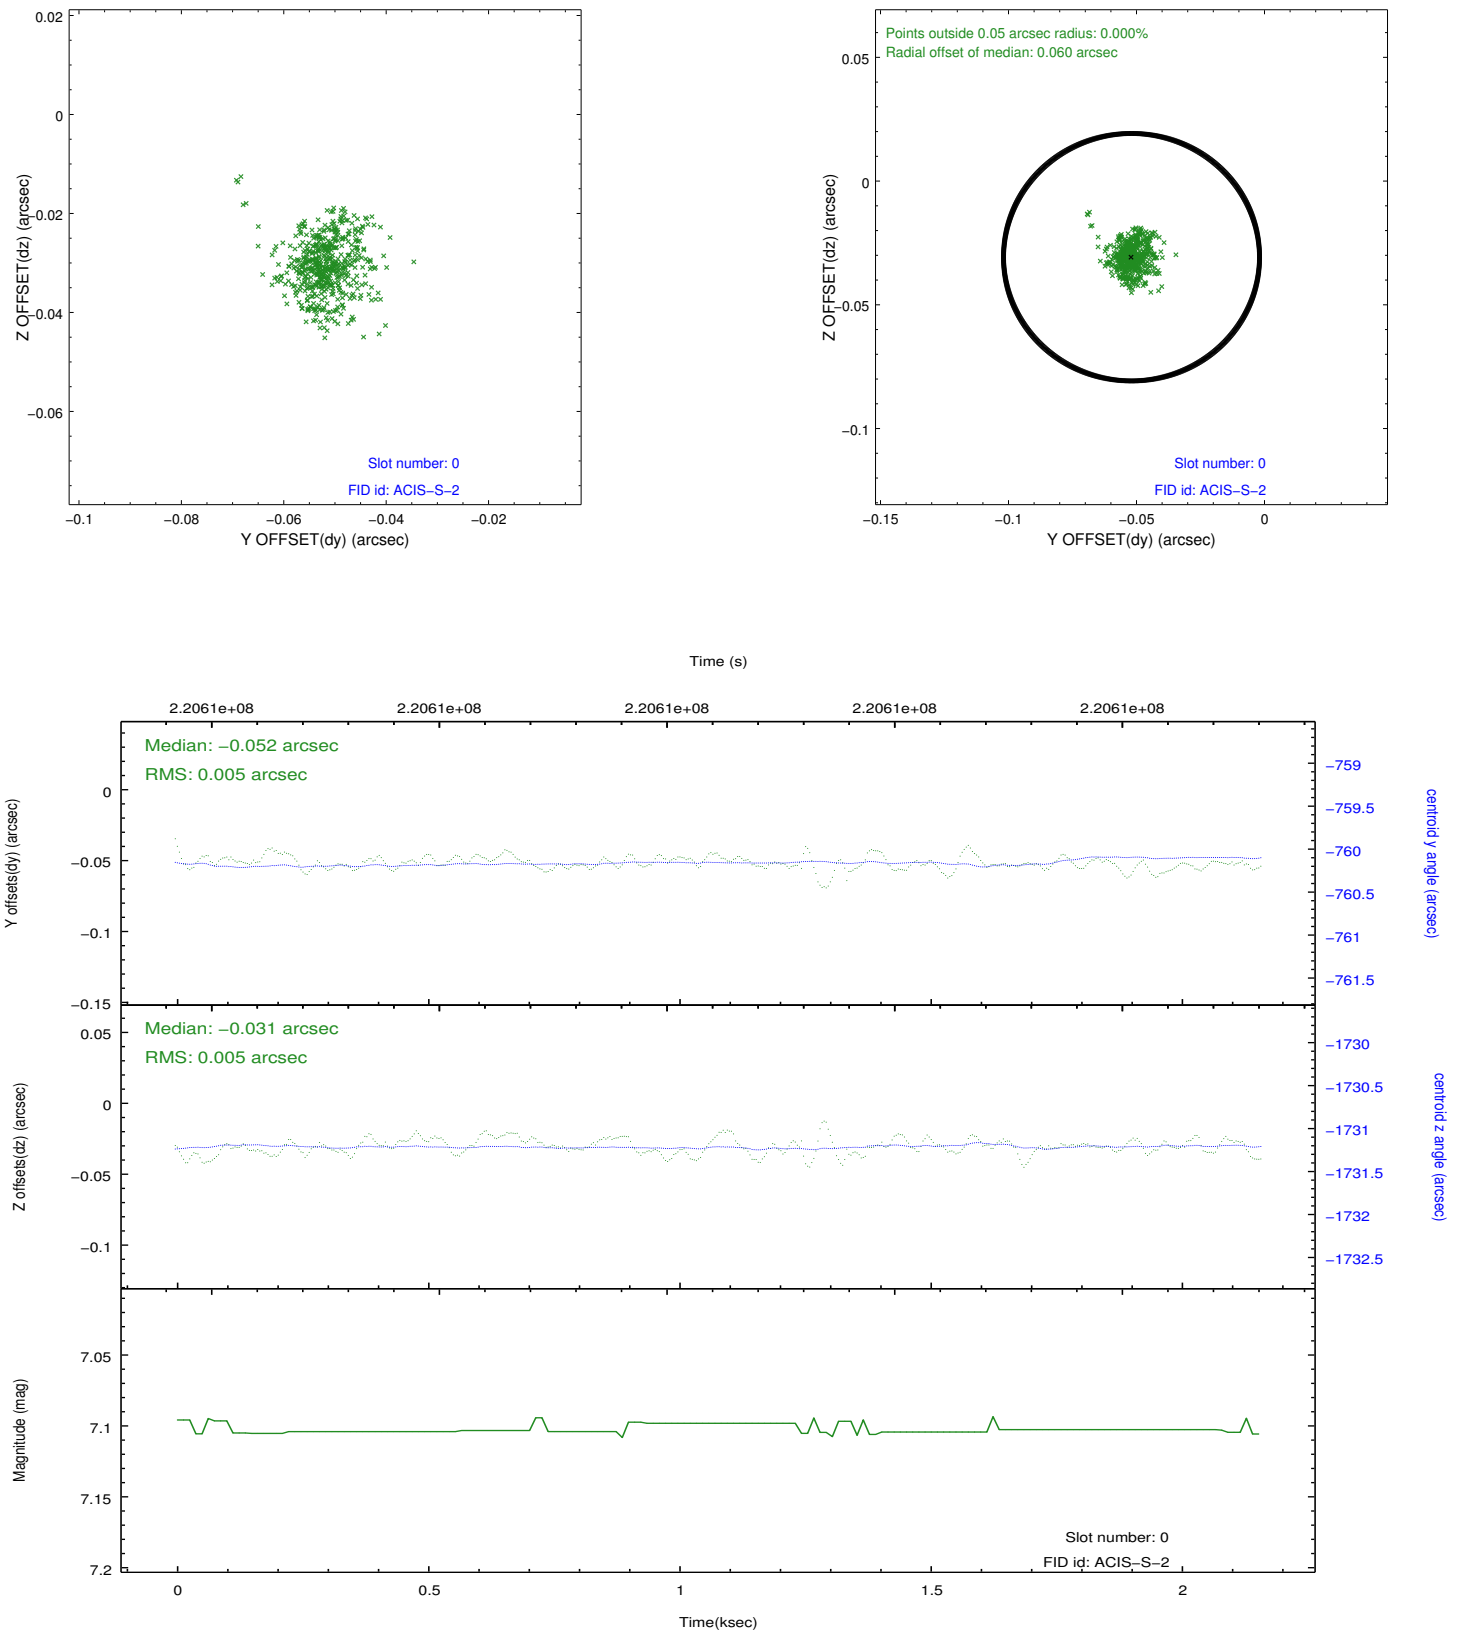 0.02
0
−0.02
−0.04
−0.06
Z OFFSET(dz) (arcsec)
Slot number: 0
FID id: ACIS−S−2
−0.1
−0.08
−0.06
−0.04
−0.02
Y OFFSET(dy) (arcsec)
Points outside 0.05 arcsec radius: 0.000%
Radial offset of median: 0.060 arcsec
0.05
0
−0.05
−0.1
Z OFFSET(dz) (arcsec)
Slot number: 0
FID id: ACIS−S−2
−0.15
−0.1
−0.05
0
Y OFFSET(dy) (arcsec)
Time (s)
2.2061e+08
2.2061e+08
2.2061e+08
2.2061e+08
2.2061e+08
Median: −0.052 arcsec
RMS: 0.005 arcsec
0
−0.05
−0.1
−0.15
Y offsets(dy) (arcsec)
−759
−759.5
−760
−760.5
−761
−761.5
centroid y angle (arcsec)
Median: −0.031 arcsec
RMS: 0.005 arcsec
0.05
0
−0.05
−0.1
Z offsets(dz) (arcsec)
−1730
−1730.5
−1731
−1731.5
−1732
−1732.5
centroid z angle (arcsec)
7.05
7.1
7.15
7.2
Magnitude (mag)
Slot number: 0
FID id: ACIS−S−2
0
0.5
1
1.5
2
Time(ksec)